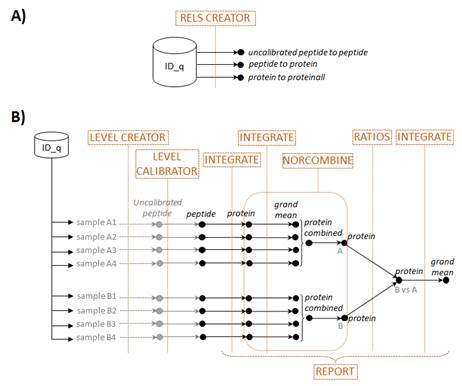 A)
RELS CREATOR
ID_q
uncalibrated peptide to peptide
peptide to protein
protein to proteinall
B)
ID_q
LEVEL CREATOR
LEVEL
CALIBRATOR
INTEGRATE
INTEGRATE
NORCOMBINE
RATIOS
INTEGRATE
Uncalibrated
peptide
peptide
protein
grand
mean
sample A1
sample A2
sample A3
sample A4
protein
combined
A
protein
sample B1
sample B2
sample B3
sample B4
protein
combined
B
protein
protein
B vs A
grand
mean
REPORT